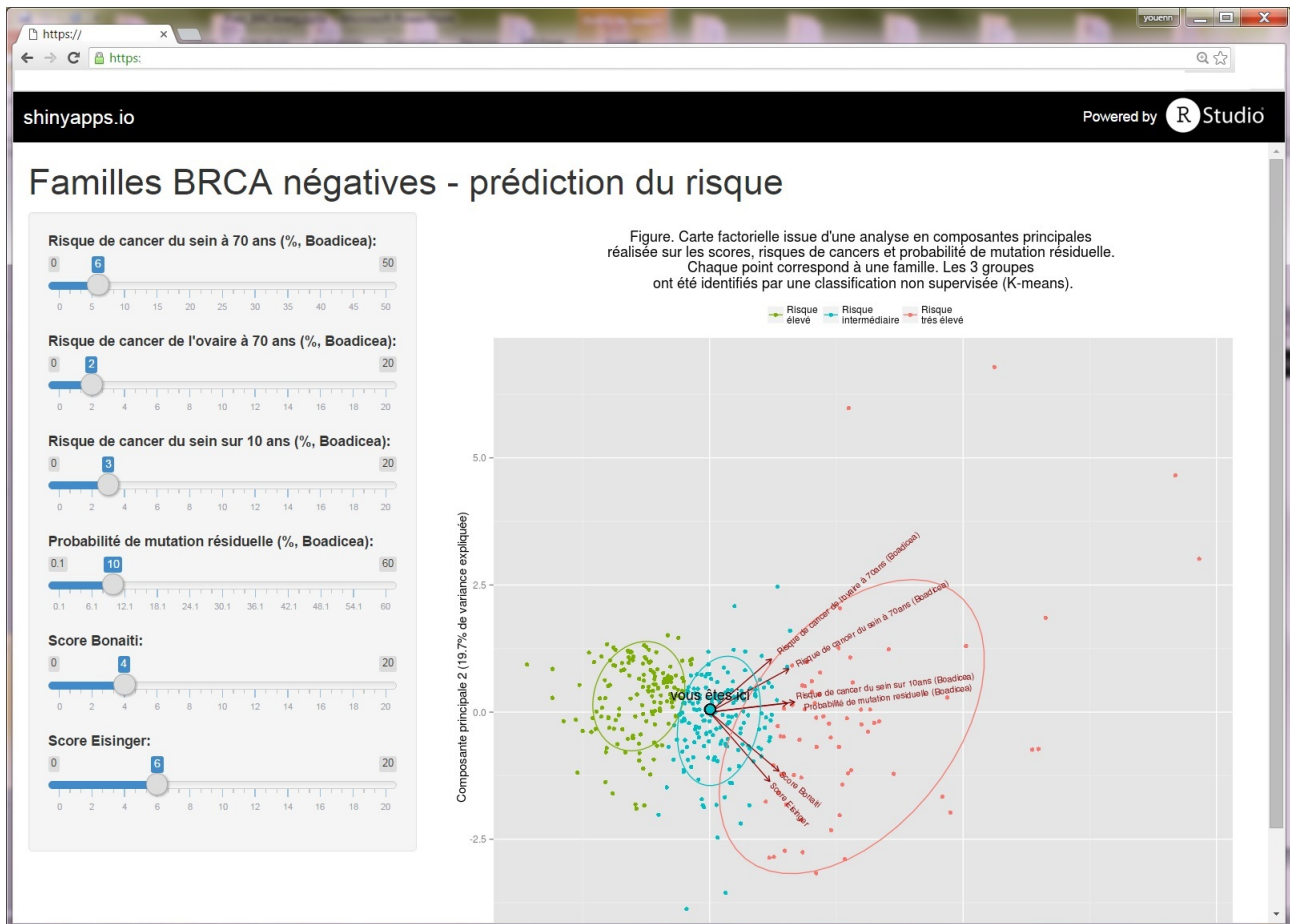 youenn
https://
https:
shinyapps.io
Powered by R Studio
Familles BRCA négatives - prédiction du risque
Risque de cancer du sein à 70 ans (%, Boadicea):
0 6 50
0 5 10 15 20 25 30 35 40 45 50
Risque de cancer de l'ovaire à 70 ans (%, Boadicea):
0 2 20
0 2 4 6 8 10 12 14 16 18 20
Risque de cancer du sein sur 10 ans (%, Boadicea):
0 3 20
0 2 4 6 8 10 12 14 16 18 20
Probabilité de mutation résiduelle (%, Boadicea):
0.1 10 60
0.1 6.1 12.1 18.1 24.1 30.1 36.1 42.1 48.1 54.1 60
Score Bonaiti:
0 4 20
0 2 4 6 8 10 12 14 16 18 20
Score Eisinger:
0 6 20
0 2 4 6 8 10 12 14 16 18 20
Figure. Carte factorielle issue d'une analyse en composantes principales
réalisée sur les scores, risques de cancers et probabilité de mutation résiduelle.
Chaque point correspond à une famille. Les 3 groupes
ont été identifiés par une classification non supervisée (K-means).
Risque élevé
Risque intermédiaire
Risque trés élevé
Composante principale 2 (19.7% de variance expliquée)
5.0
2.5
0.0
-2.5
Risque de cancer de lovaire à 70ans (Boadicea)
Risque de cancer du sein à 70ans (Boadicea)
Risque de cancer du sein sur 10ans (Boadicea)
Probabilité de mutation residuelle (Boadicea)
vous êtes ici
Score Bonaiti
Score Eisinger